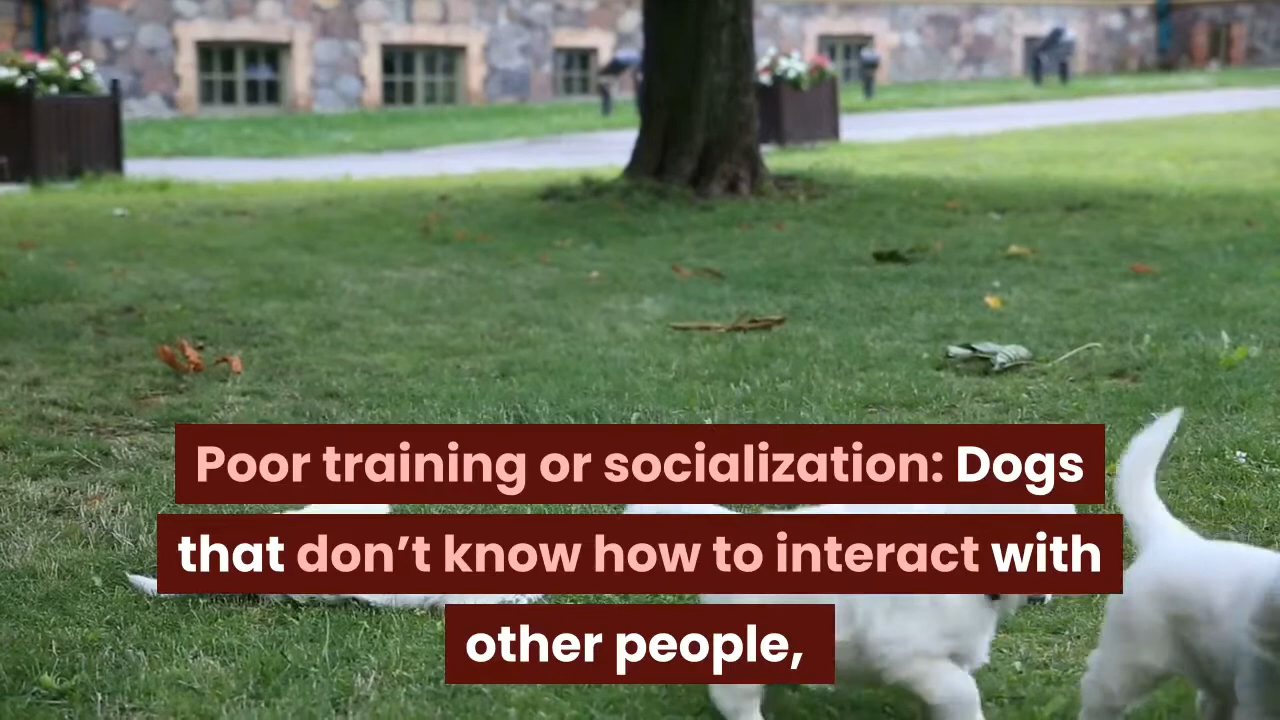 Poor training or socialization: Dogs
that don’t know how to interact with
other people,